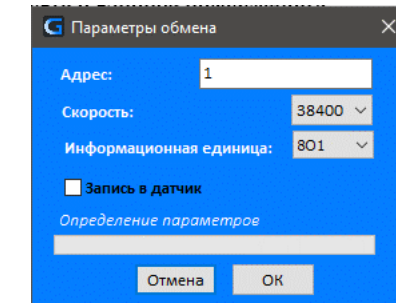 Параметры обмена
Адрес: 1
Скорость: 38400
Информационная единица: 8O1
Запись в датчик
Определение параметров
Отмена OK